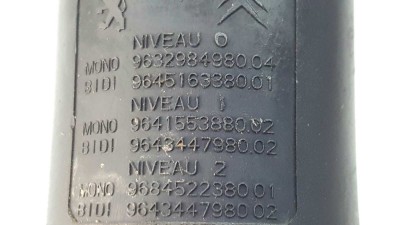 NIVEAU 0
MONO 9632984980.04
BIDI 9645163380.01
NIVEAU 1
MONO 9641553880.02
BIDI 9643447980.02
NIVEAU 2
MONO 9684522380.01
BIDI 9643447980.02